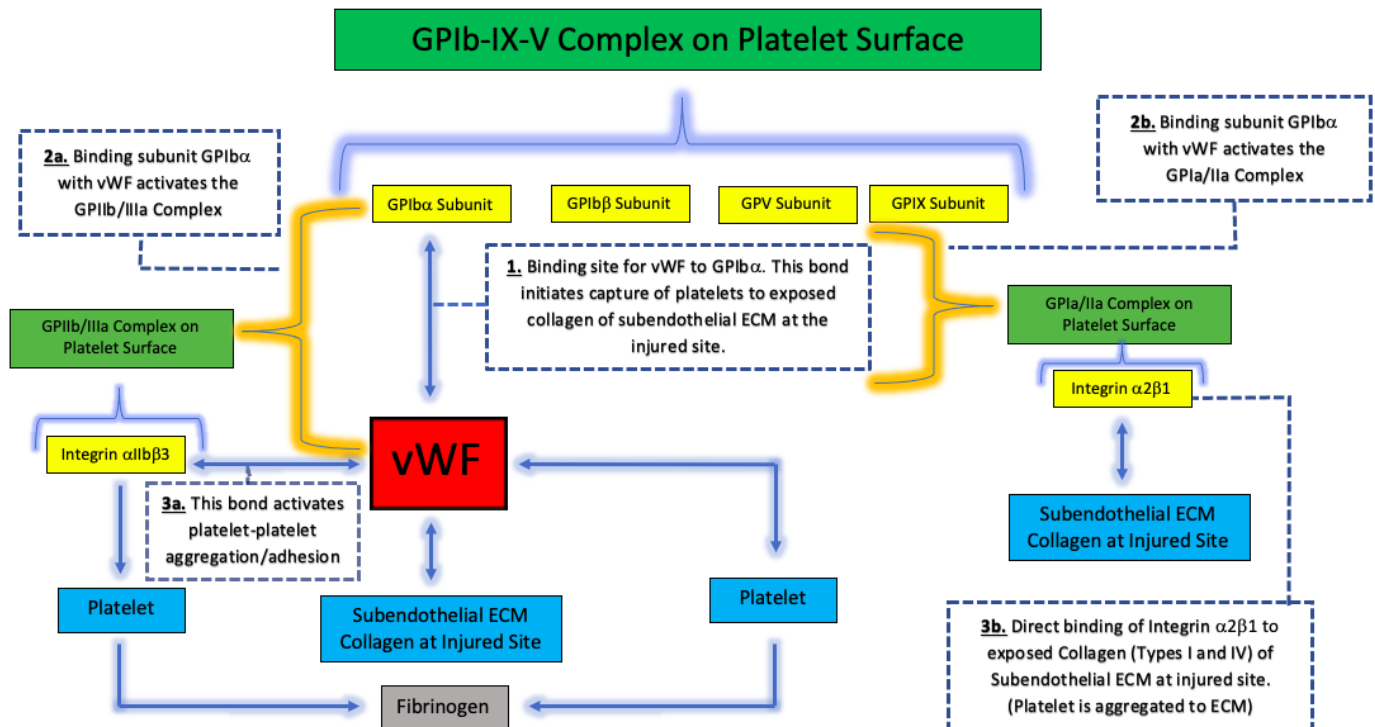 GPIb-IX-V Complex on Platelet Surface
2a. Binding subunit GPIbα
with vWF activates the
GPIIb/IIIa Complex
2b. Binding subunit GPIbα
with vWF activates the
GPIa/IIa Complex
GPIbα Subunit
GPIbβ Subunit
GPV Subunit
GPIX Subunit
1. Binding site for vWF to GPIbα. This bond
initiates capture of platelets to exposed
collagen of subendothelial ECM at the
injured site.
GPIIb/IIIa Complex on
Platelet Surface
GPIa/IIa Complex on
Platelet Surface
Integrin α2β1
Integrin αIIbβ3
vWF
3a. This bond activates
platelet-platelet
aggregation/adhesion
Subendothelial ECM
Collagen at Injured Site
Platelet
Subendothelial ECM
Collagen at Injured Site
Platelet
3b. Direct binding of Integrin α2β1 to
exposed Collagen (Types I and IV) of
Subendothelial ECM at injured site.
(Platelet is aggregated to ECM)
Fibrinogen